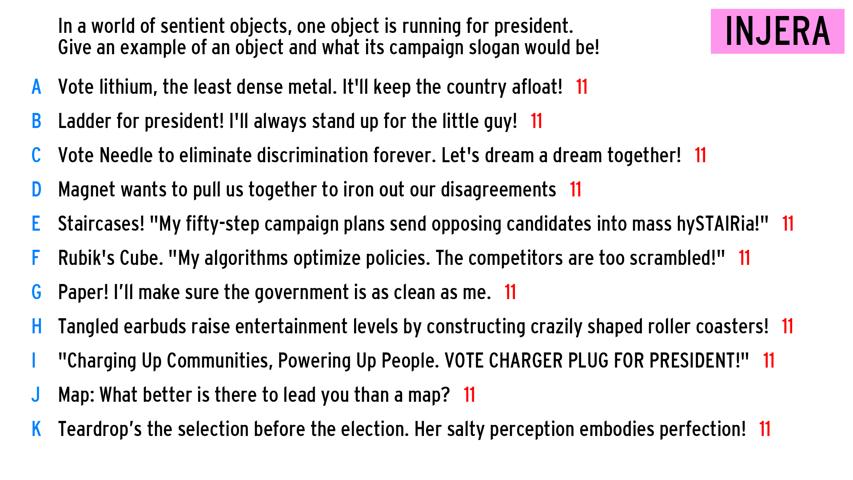 In a world of sentient objects, one object is running for president.
Give an example of an object and what its campaign slogan would be!
INJERA
A Vote lithium, the least dense metal. It'll keep the country afloat! 11
B Ladder for president! I'll always stand up for the little guy! 11
C Vote Needle to eliminate discrimination forever. Let's dream a dream together! 11
D Magnet wants to pull us together to iron out our disagreements 11
E Staircases! "My fifty-step campaign plans send opposing candidates into mass hySTAIRia!" 11
F Rubik's Cube. "My algorithms optimize policies. The competitors are too scrambled!" 11
G Paper! I’ll make sure the government is as clean as me. 11
H Tangled earbuds raise entertainment levels by constructing crazily shaped roller coasters! 11
I "Charging Up Communities, Powering Up People. VOTE CHARGER PLUG FOR PRESIDENT!" 11
J Map: What better is there to lead you than a map? 11
K Teardrop’s the selection before the election. Her salty perception embodies perfection! 11